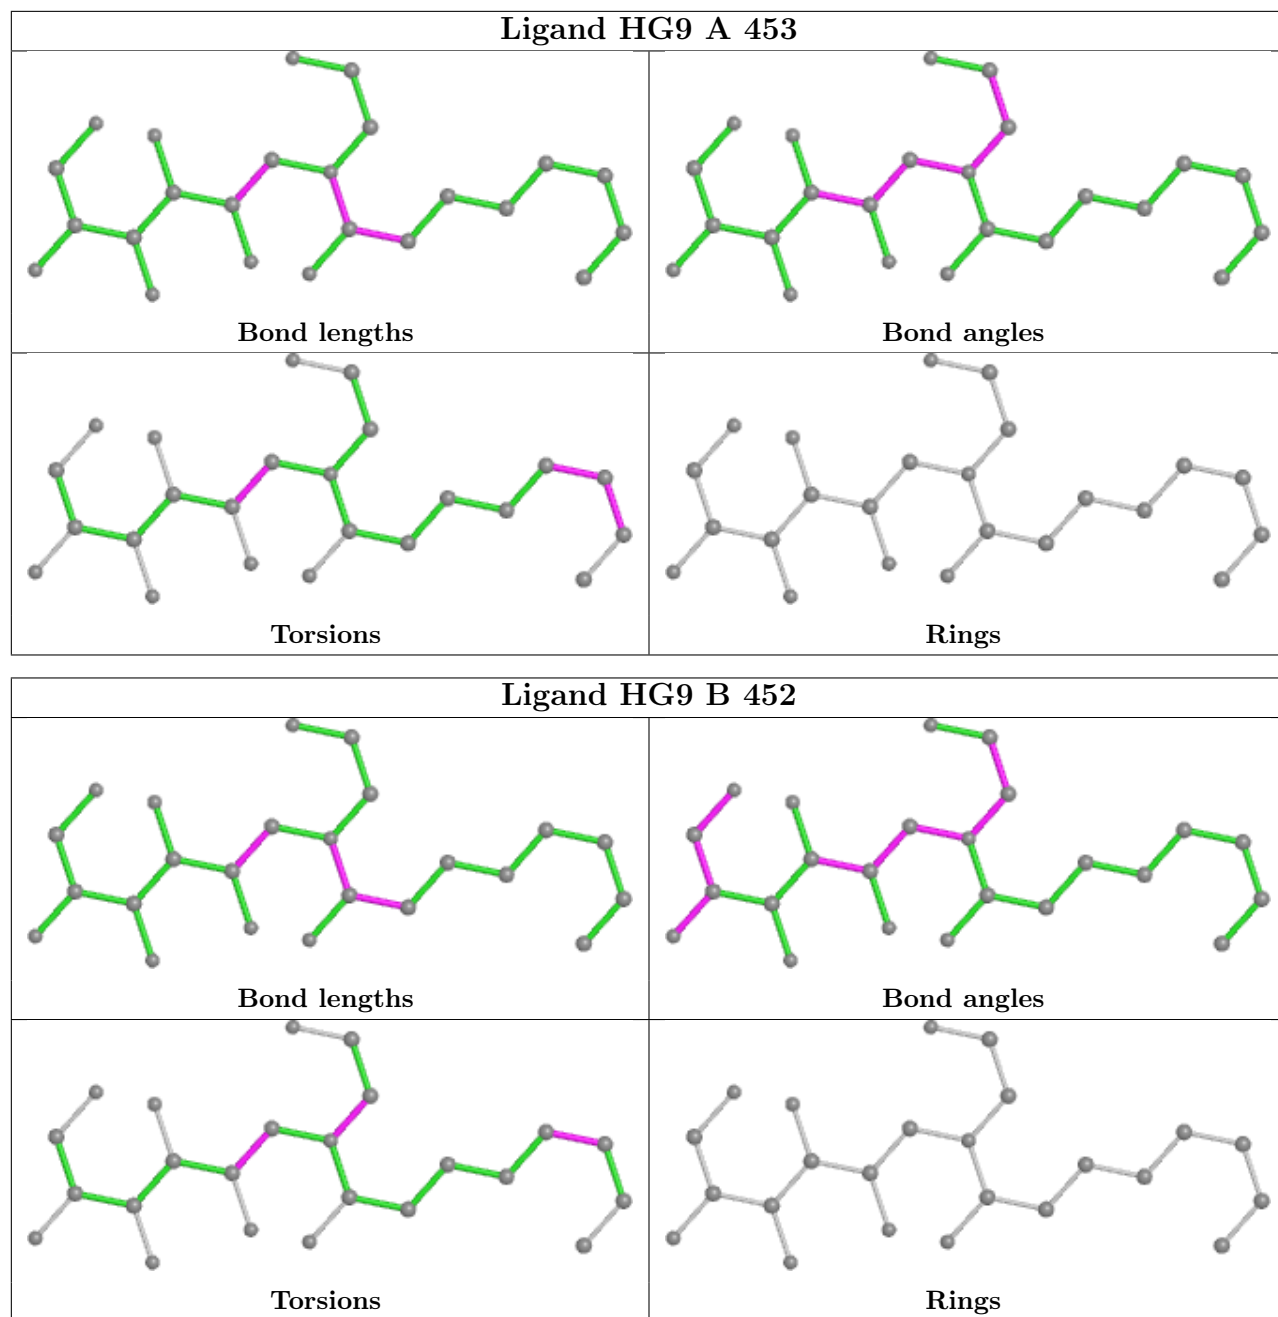 Ligand HG9 A 453
Bond lengths
Bond angles
Torsions
Rings
Ligand HG9 B 452
Bond lengths
Bond angles
Torsions
Rings